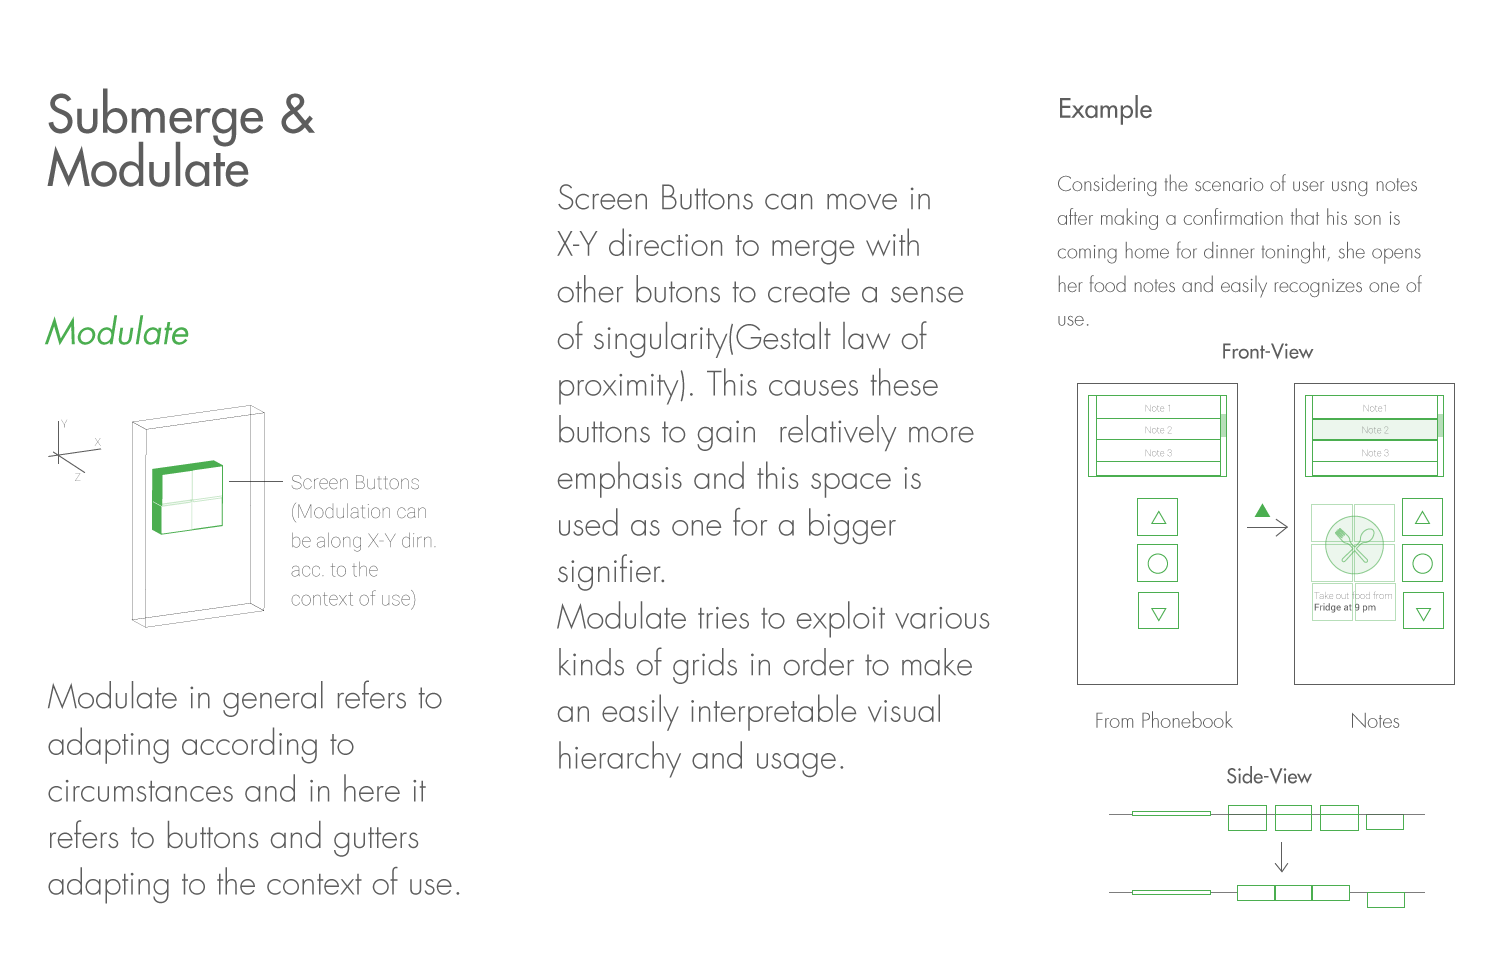 Submerge &
Modulate
Modulate
Y
X
Z
Screen Buttons
(Modulation can
be along X-Y dirn.
acc. to the
context of use)
Modulate in general refers to
adapting according to
circumstances and in here it
refers to buttons and gutters
adapting to the context of use.
Screen Buttons can move in
X-Y direction to merge with
other butons to create a sense
of singularity(Gestalt law of
proximity). This causes these
buttons to gain  relatively more
emphasis and this space is
used as one for a bigger
signifier.
Modulate tries to exploit various
kinds of grids in order to make
an easily interpretable visual
hierarchy and usage.
Example
Considering the scenario of user usng notes
after making a confirmation that his son is
coming home for dinner toninght, she opens
her food notes and easily recognizes one of
use.
Front-View
Note 1
Note 2
Note 3
From Phonebook
Note1
Note 2
Note 3
Take out food from
Fridge at 9 pm
Notes
Side-View